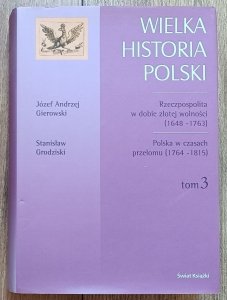 WIELKA
HISTORIA
POLSKI
Józef Andrzej
Gierowski
Rzeczpospolita
w dobie złotej wolności
(1648 -1763)
Stanisław
Grodziski
Polska w czasach
przełomu (1764 -1815)
tom 3
Świat Książki